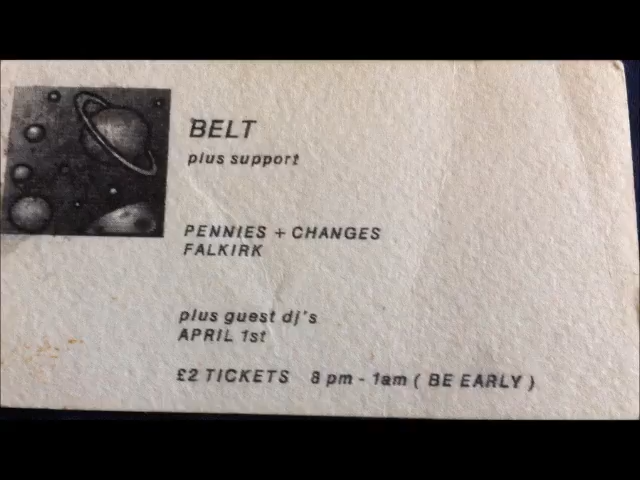 BELT
plus support
PENNIES + CHANGES
FALKIRK
plus guest dj's
APRIL 1st
£2 TICKETS 8 pm - 1am ( BE EARLY )